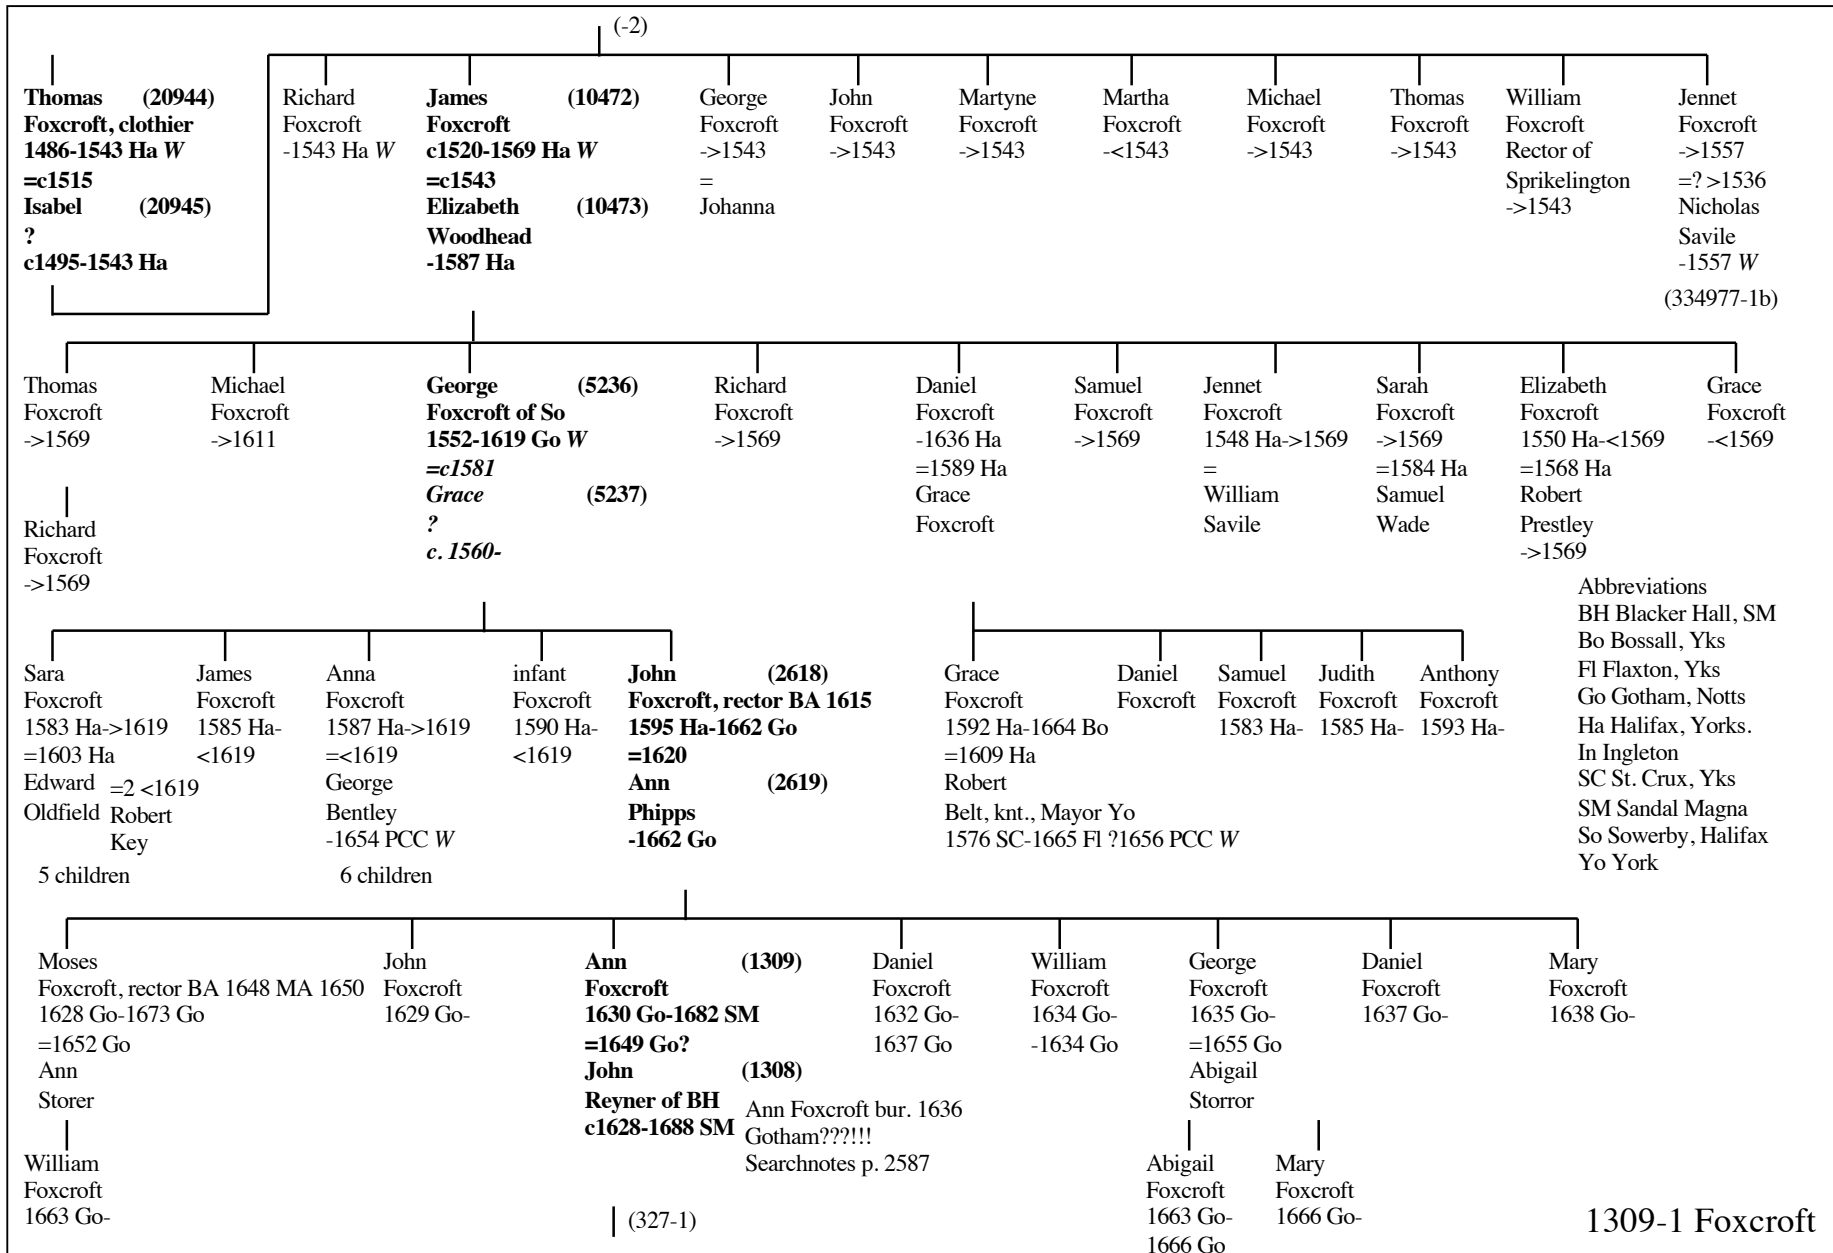 (-2)
Thomas (20944)
Foxcroft, clothier
1486-1543 Ha W
=c1515
Isabel (20945)
?
c1495-1543 Ha
Richard
Foxcroft
-1543 Ha W
James (10472)
Foxcroft
c1520-1569 Ha W
=c1543
Elizabeth (10473)
Woodhead
-1587 Ha
George
Foxcroft
->1543
=
Johanna
John
Foxcroft
->1543
Martyne
Foxcroft
->1543
Martha
Foxcroft
-<1543
Michael
Foxcroft
->1543
Thomas
Foxcroft
->1543
William
Foxcroft
Rector of
Sprikelington
->1543
Jennet
Foxcroft
->1557
=? >1536
Nicholas
Savile
-1557 W
(334977-1b)
Thomas
Foxcroft
->1569
Richard
Foxcroft
->1569
Michael
Foxcroft
->1611
George (5236)
Foxcroft of So
1552-1619 Go W
=c1581
Grace (5237)
?
c. 1560-
Richard
Foxcroft
->1569
Daniel
Foxcroft
-1636 Ha
=1589 Ha
Grace
Foxcroft
Samuel
Foxcroft
->1569
Jennet
Foxcroft
1548 Ha->1569
=
William
Savile
Sarah
Foxcroft
->1569
=1584 Ha
Samuel
Wade
Elizabeth
Foxcroft
1550 Ha-<1569
=1568 Ha
Robert
Prestley
->1569
Grace
Foxcroft
-<1569
Abbreviations
BH Blacker Hall, SM
Bo Bossall, Yks
Fl Flaxton, Yks
Go Gotham, Notts
Ha Halifax, Yorks.
In Ingleton
SC St. Crux, Yks
SM Sandal Magna
So Sowerby, Halifax
Yo York
Sara
Foxcroft
1583 Ha->1619
=1603 Ha
Edward
Oldfield
=2 <1619
Robert
Key
5 children
James
Foxcroft
1585 Ha-
<1619
Anna
Foxcroft
1587 Ha->1619
=<1619
George
Bentley
-1654 PCC W
6 children
infant
Foxcroft
1590 Ha-
<1619
John (2618)
Foxcroft, rector BA 1615
1595 Ha-1662 Go
=1620
Ann (2619)
Phipps
-1662 Go
Grace
Foxcroft
1592 Ha-1664 Bo
=1609 Ha
Robert
Belt, knt., Mayor Yo
1576 SC-1665 Fl ?1656 PCC W
Daniel
Foxcroft
Samuel
Foxcroft
1583 Ha-
Judith
Foxcroft
1585 Ha-
Anthony
Foxcroft
1593 Ha-
Moses
Foxcroft, rector BA 1648 MA 1650
1628 Go-1673 Go
=1652 Go
Ann
Storer
William
Foxcroft
1663 Go-
John
Foxcroft
1629 Go-
Ann (1309)
Foxcroft
1630 Go-1682 SM
=1649 Go?
John (1308)
Reyner of BH
c1628-1688 SM
Ann Foxcroft bur. 1636
Gotham???!!!
Searchnotes p. 2587
(327-1)
Daniel
Foxcroft
1632 Go-
1637 Go
William
Foxcroft
1634 Go-
-1634 Go
George
Foxcroft
1635 Go-
=1655 Go
Abigail
Storror
Abigail
Foxcroft
1663 Go-
1666 Go
Mary
Foxcroft
1666 Go-
Daniel
Foxcroft
1637 Go-
Mary
Foxcroft
1638 Go-
1309-1 Foxcroft